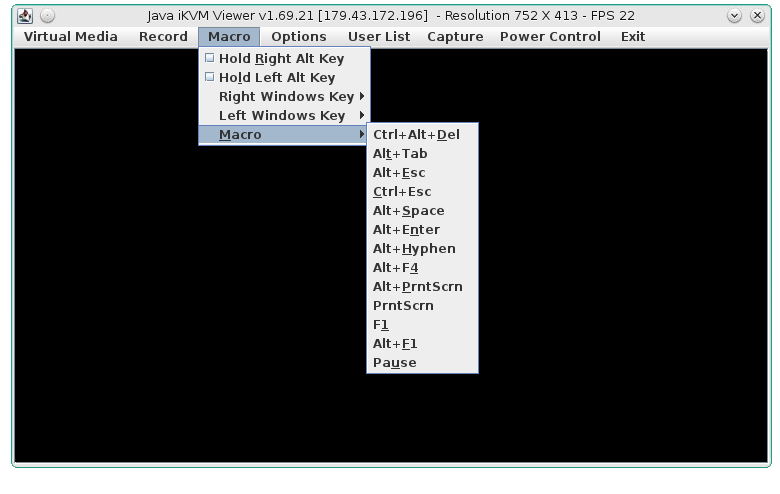 Java iKVM Viewer v1.69.21 [179.43.172.196]  - Resolution 752 X 413 - FPS 22
Virtual Media Record Macro Options User List Capture Power Control Exit
Hold Right Alt Key
Hold Left Alt Key
Right Windows Key
Left Windows Key
Macro
Ctrl+Alt+Del
Alt+Tab
Alt+Esc
Ctrl+Esc
Alt+Space
Alt+Enter
Alt+Hyphen
Alt+F4
Alt+PrntScrn
PrntScrn
F1
Alt+F1
Pause